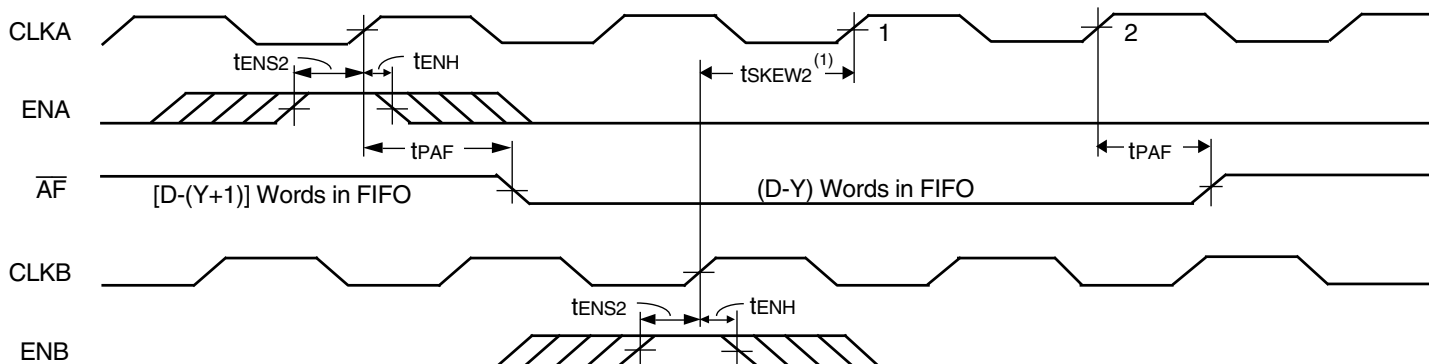 CLKA
1
2
tENS2
tENH
tSKEW2(1)
ENA
tPAF
tPAF
AF
[D-(Y+1)] Words in FIFO
(D-Y) Words in FIFO
CLKB
tENS2
tENH
ENB